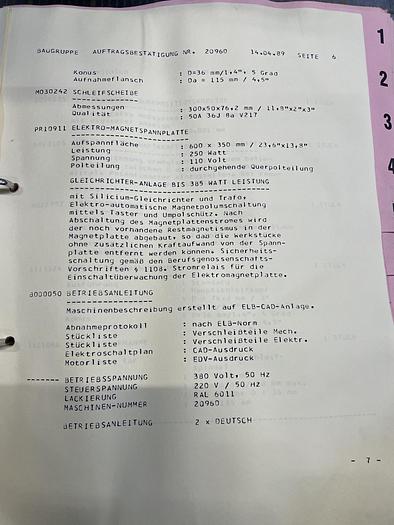 BAUGRUPPE AUFTRAGSBESTÄTIGUNG NR. 20960 14.04.89 SEITE 6
Konus : D=36 mm/1,4", 5 Grad
Aufnahmeflansch : Da = 115 mm / 4,5"
M030242 SCHLEIFSCHEIBE
Abmessungen : 300x50x76,2 mm / 11,8"x2"x3"
Qualität : 50A 36J 8a V217
PR10911 ELEKTRO-MAGNETSPANNPLATTE
Aufspannfläche : 600 x 350 mm / 23,6"x13,8"
Leistung : 250 Watt
Spannung : 110 Volt
Polteilung : durchgehende Querpolteilung
GLEICHRICHTER-ANLAGE BIS 385 WATT LEISTUNG
mit Silicium-Gleichrichter und Trafo,
Elektro-automatische Magnetpolumschaltung
mittels Taster und Umpolschütz. Nach
Abschaltung des Magnetplattenstromes wird
der noch vorhandene Restmagnetismus in der
Magnetplatte abgebaut, so daß die Werkstücke
ohne zusätzlichen Kraftaufwand von der Spann-
platte entfernt werden können. Sicherheits-
schaltung gemäß den Berufsgenossenschafts-
Vorschriften § 1108. Stromrelais für die
Einschaltüberwachung der Elektromagnetplatte.
8000050 BETRIEBSANLEITUNG
Maschinenbeschreibung erstellt auf ELB-CAD-Anlage.
Abnahmeprotokoll : nach ELB-Norm
Stückliste : Verschleißteile Mech.
Stückliste : Verschleißteile Elektr.
Elektroschaltplan : CAD-Ausdruck
Motorliste : EDV-Ausdruck
------- BETRIEBSSPANNUNG 380 Volt, 50 Hz
STEUERSPANNUNG 220 V / 50 Hz
LACKIERUNG RAL 6011
MASCHINEN-NUMMER 20960
BETRIEBSANLEITUNG 2 x DEUTSCH
- 7 -
1
2
3
4
5